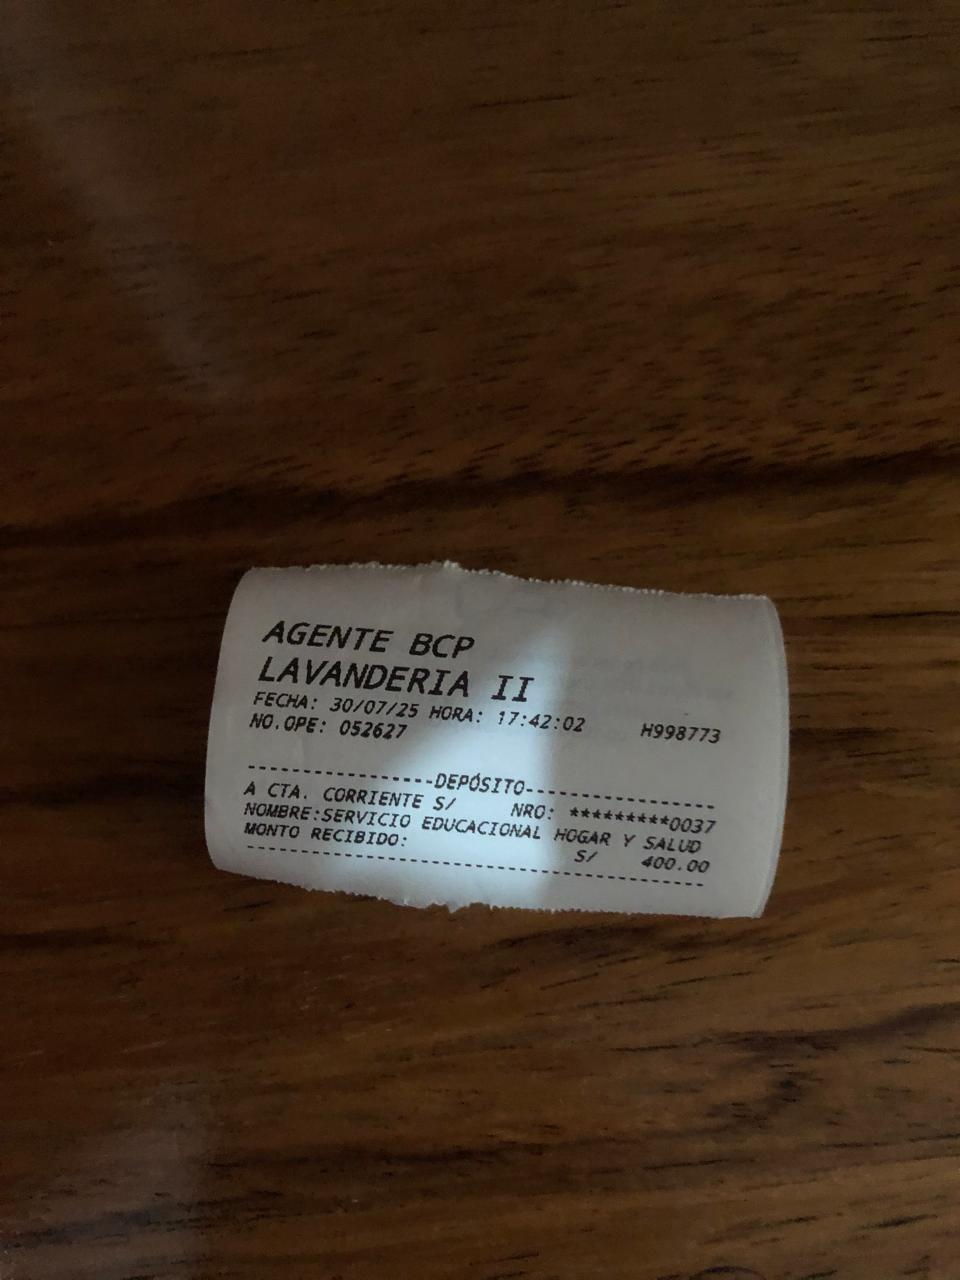 AGENTE BCP
LAVANDERIA II
FECHA: 30/07/25 HORA: 17:42:02 H998773
NO.OPE: 052627
-----------------DEPÓSITO-----------------
A CTA. CORRIENTE S/ NRO: *********0037
NOMBRE:SERVICIO EDUCACIONAL HOGAR Y SALUD
MONTO RECIBIDO: S/ 400.00
------------------------------------------